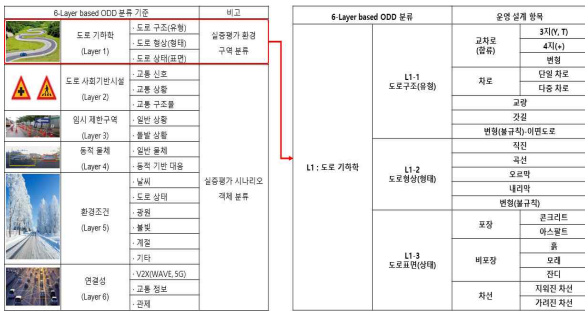 6-Layer based ODD 분류 기준
비고
도로 기하학
(Layer 1)
· 도로 구조(유형)
· 도로 형상(형태)
· 도로 상태(표면)
실증평가 환경
구역 분류
도로 사회기반시설
(Layer 2)
· 교통 신호
· 교통 상황
· 교통 구조물
임시 제한구역
(Layer 3)
· 일반 상황
· 돌발 상황
동적 물체
(Layer 4)
· 일반 물체
· 동적 기반 대응
환경조건
(Layer 5)
· 날씨
· 도로 상태
· 광원
· 불빛
· 계절
· 기타
연결성
(Layer 6)
· V2X(WAVE, 5G)
· 교통 정보
· 관제
실증평가 시나리오
객체 분류
6-Layer based ODD 분류
운영 설계 항목
L1 : 도로 기하학
L1-1
도로구조(유형)
교차로
(합류)
3지(Y, T)
4지(+)
변형
차로
단일 차로
다중 차로
교량
갓길
변형(불규칙)-이면도로
L1-2
도로형상(형태)
직진
곡선
오르막
내리막
변형(불규칙)
L1-3
도로표면(상태)
포장
콘크리트
아스팔트
비포장
흙
모래
잔디
차선
지워진 차선
가려진 차선